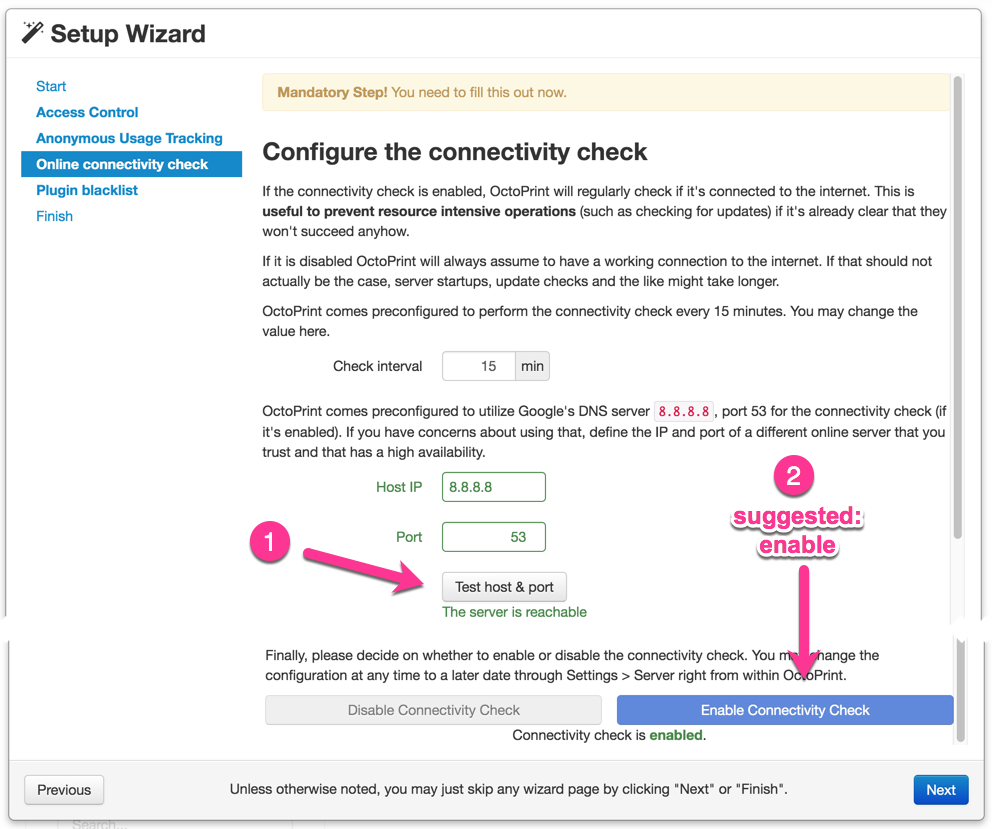 Setup Wizard
Start
Access Control
Anonymous Usage Tracking
Online connectivity check
Plugin blacklist
Finish
Mandatory Step! You need to fill this out now.
Configure the connectivity check
If the connectivity check is enabled, OctoPrint will regularly check if it's connected to the internet. This is
useful to prevent resource intensive operations (such as checking for updates) if it's already clear that they
won't succeed anyhow.
If it is disabled OctoPrint will always assume to have a working connection to the internet. If that should not
actually be the case, server startups, update checks and the like might take longer.
OctoPrint comes preconfigured to perform the connectivity check every 15 minutes. You may change the
value here.
Check interval 15 min
OctoPrint comes preconfigured to utilize Google's DNS server 8.8.8.8, port 53 for the connectivity check (if
it's enabled). If you have concerns about using that, define the IP and port of a different online server that you
trust and that has a high availability.
Host IP 8.8.8.8
Port 53
1
Test host & port
The server is reachable
2
suggested:
enable
Finally, please decide on whether to enable or disable the connectivity check. You may change the
configuration at any time to a later date through Settings > Server right from within OctoPrint.
Disable Connectivity Check
Enable Connectivity Check
Connectivity check is enabled.
Previous
Unless otherwise noted, you may just skip any wizard page by clicking "Next" or "Finish".
Next
Search...